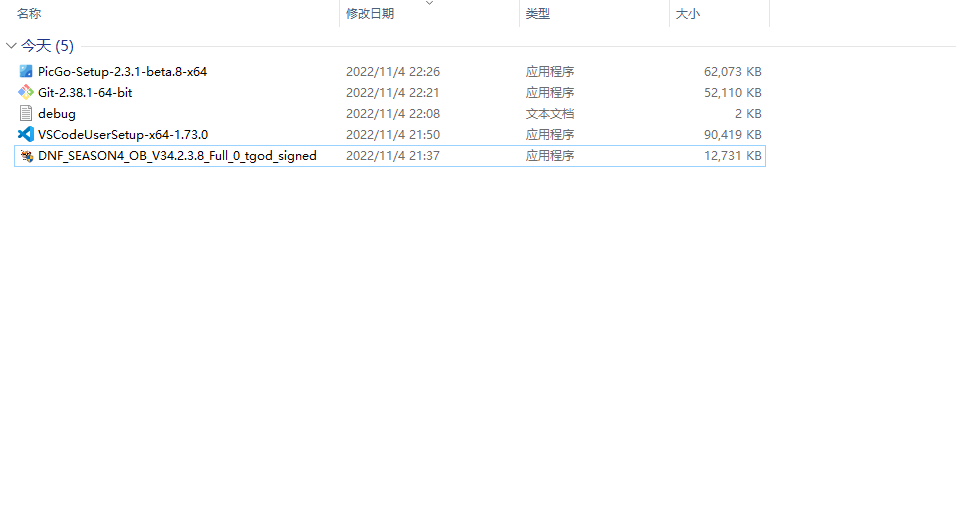 名称 修改日期 类型 大小
今天 (5)
PicGo-Setup-2.3.1-beta.8-x64 2022/11/4 22:26 应用程序 62,073 KB
Git-2.38.1-64-bit 2022/11/4 22:21 应用程序 52,110 KB
debug 2022/11/4 22:08 文本文档 2 KB
VSCodeUserSetup-x64-1.73.0 2022/11/4 21:50 应用程序 90,419 KB
DNF_SEASON4_OB_V34.2.3.8_Full_0_tgod_signed 2022/11/4 21:37 应用程序 12,731 KB